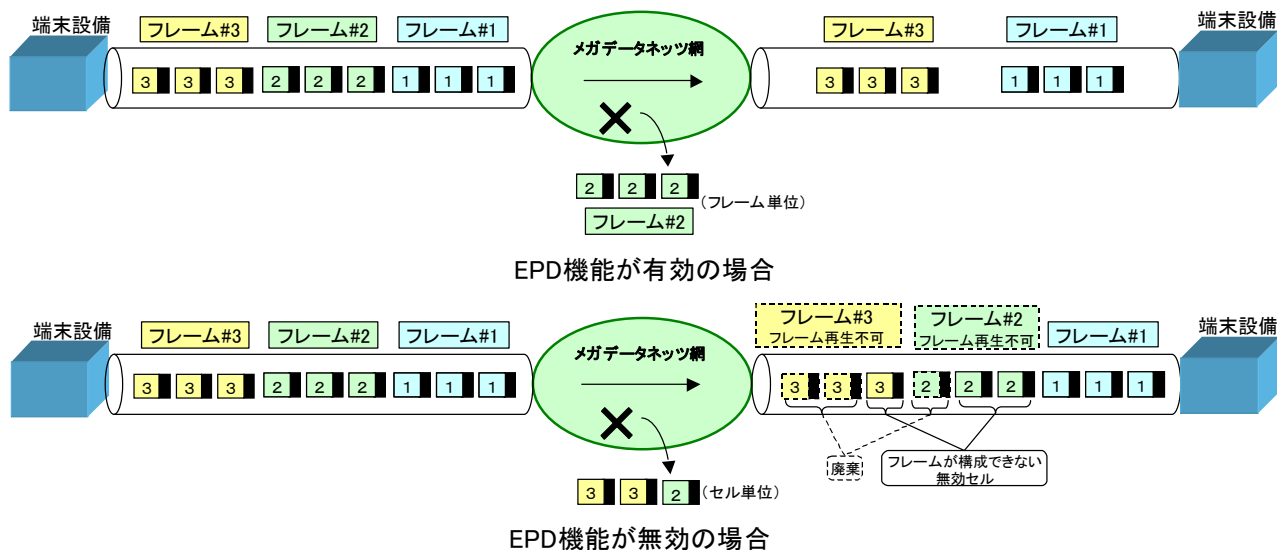 端末設備
フレーム#3
フレーム#2
フレーム#1
3 3 3 2 2 2 1 1 1
メガデータネッツ網
フレーム#3
フレーム#1
3 3 3 1 1 1
端末設備
2 2 2
(フレーム単位)
フレーム#2
EPD機能が有効の場合
端末設備
フレーム#3
フレーム#2
フレーム#1
3 3 3 2 2 2 1 1 1
メガデータネッツ網
フレーム#3
フレーム再生不可
フレーム#2
フレーム再生不可
フレーム#1
3 3 3 2 2 2 1 1 1
端末設備
廃棄
フレームが構成できない
無効セル
3 3 2
(セル単位)
EPD機能が無効の場合